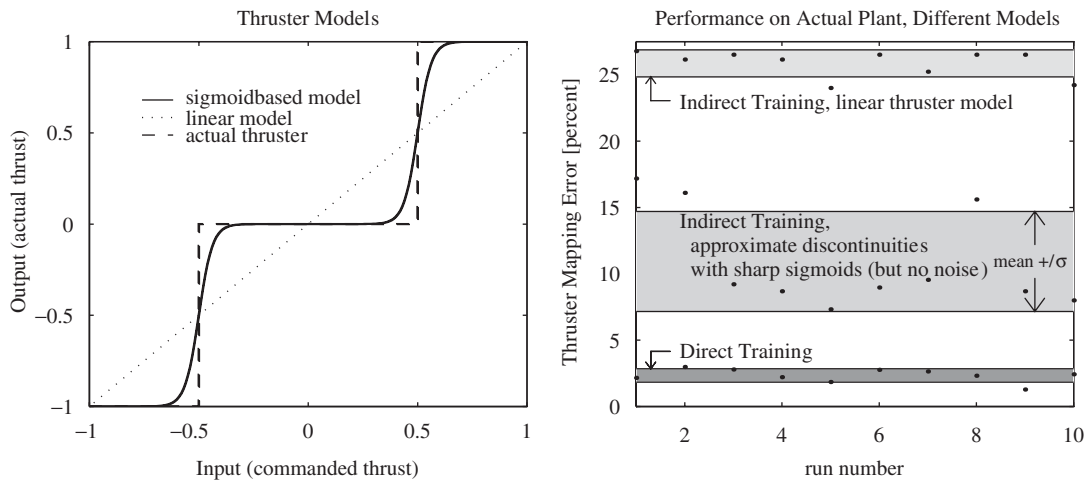 Thruster Models
1
0.5
0
−0.5
−1
−1
−0.5
0
0.5
1
Output (actual thrust)
Input (commanded thrust)
sigmoidbased model
linear model
actual thruster
Performance on Actual Plant, Different Models
25
20
15
10
5
0
2
4
6
8
10
Thruster Mapping Error [percent]
run number
Indirect Training, linear thruster model
Indirect Training,
approximate discontinuities
with sharp sigmoids (but no noise)
mean +/σ
Direct Training